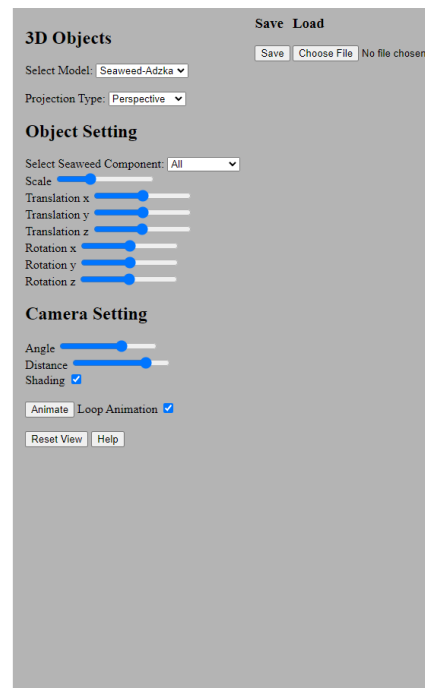 3D Objects
Select Model: Seaweed-Adzka
Projection Type: Perspective
Object Setting
Select Seaweed Component: All
Scale
Translation x
Translation y
Translation z
Rotation x
Rotation y
Rotation z
Camera Setting
Angle
Distance
Shading
Animate Loop Animation
Reset View Help
Save Load
Save Choose File No file chosen